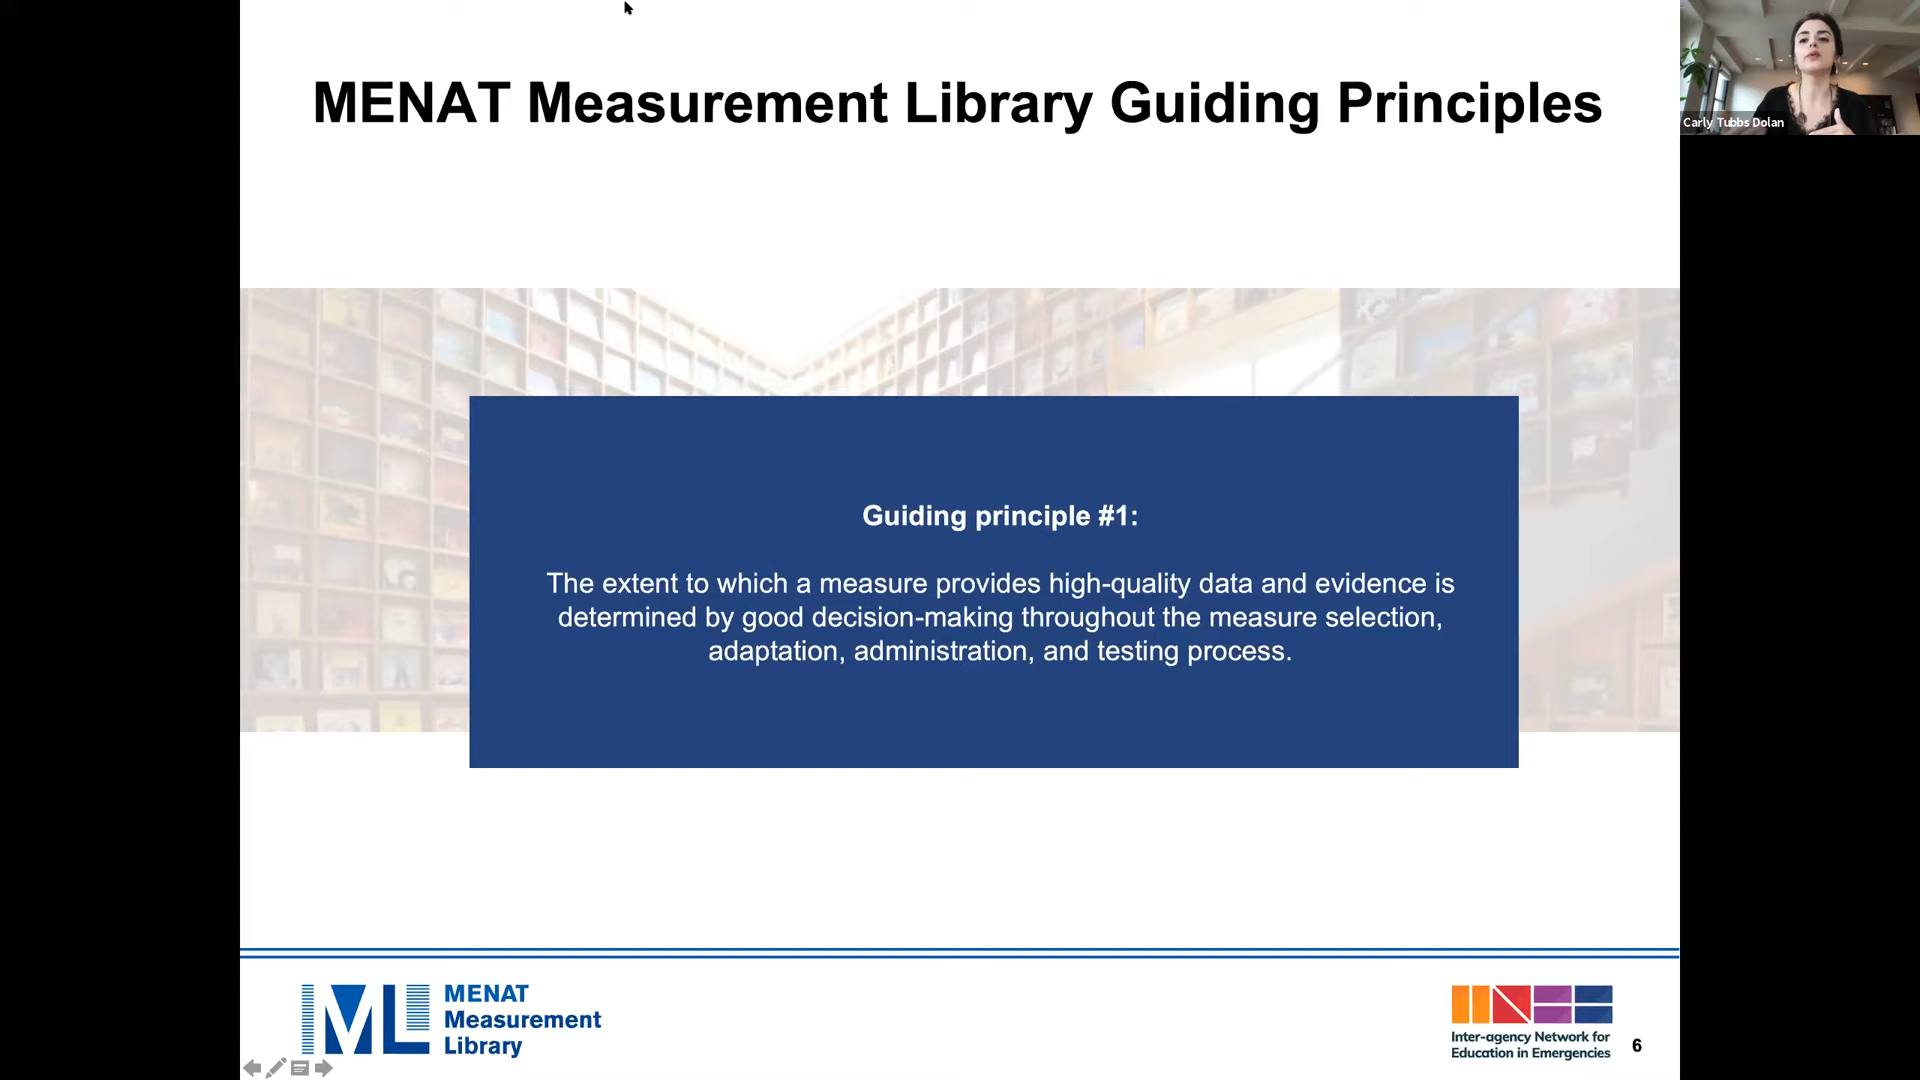 MENAT Measurement Library Guiding Principles
Carly Tubbs Dolan
Guiding principle #1:
The extent to which a measure provides high-quality data and evidence is
determined by good decision-making throughout the measure selection,
adaptation, administration, and testing process.
ML
MENAT
Measurement
Library
INEE
Inter-agency Network for
Education in Emergencies
6